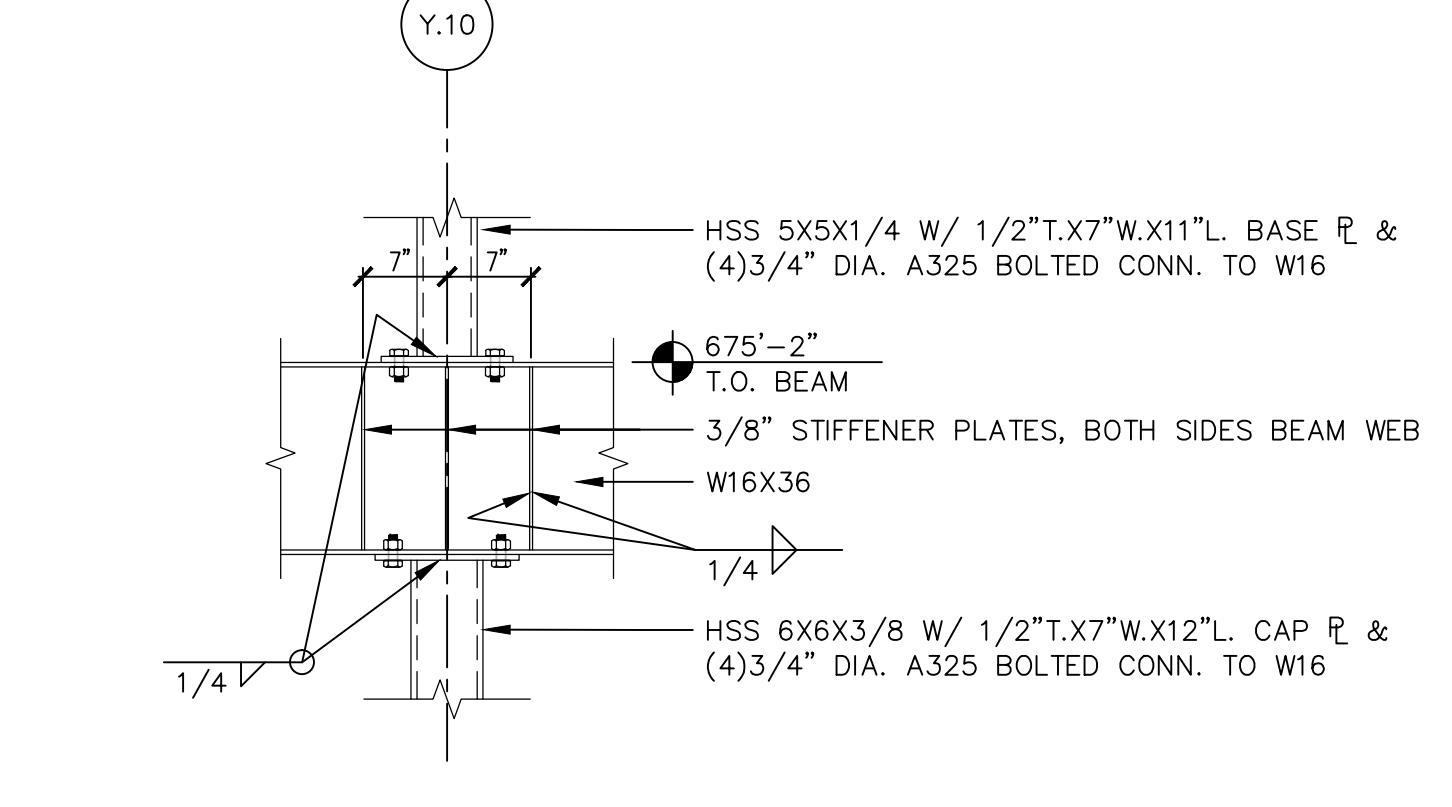 Y.10
HSS 5X5X1/4 W/ 1/2”T.X7”W.X11”L. BASE ℄ &
(4)3/4” DIA. A325 BOLTED CONN. TO W16
7” 7”
675’-2”
T.O. BEAM
3/8” STIFFENER PLATES, BOTH SIDES BEAM WEB
W16X36
1/4
HSS 6X6X3/8 W/ 1/2”T.X7”W.X12”L. CAP PL &
(4)3/4” DIA. A325 BOLTED CONN. TO W16
1/4